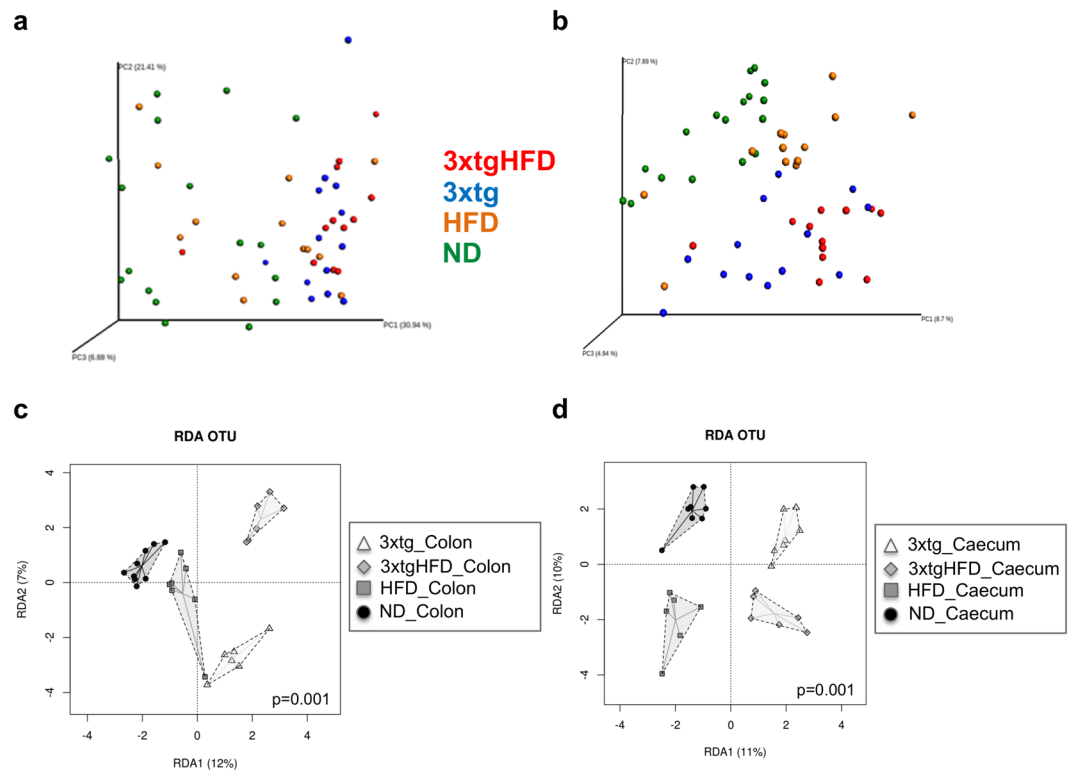 a
b
PC2 (21.41 %)
PC1 (30.94 %)
PC3 (6.88 %)
3xtgHFD
3xtg
HFD
ND
PC2 (7.89 %)
PC1 (8.7 %)
PC3 (4.94 %)
c
RDA OTU
RDA2 (7%)
4
2
0
-2
-4
-4
-2
0
2
4
RDA1 (12%)
p=0.001
3xtg_Colon
3xtgHFD_Colon
HFD_Colon
ND_Colon
d
RDA OTU
RDA2 (10%)
4
2
0
-2
-4
-4
-2
0
2
4
RDA1 (11%)
p=0.001
3xtg_Caecum
3xtgHFD_Caecum
HFD_Caecum
ND_Caecum